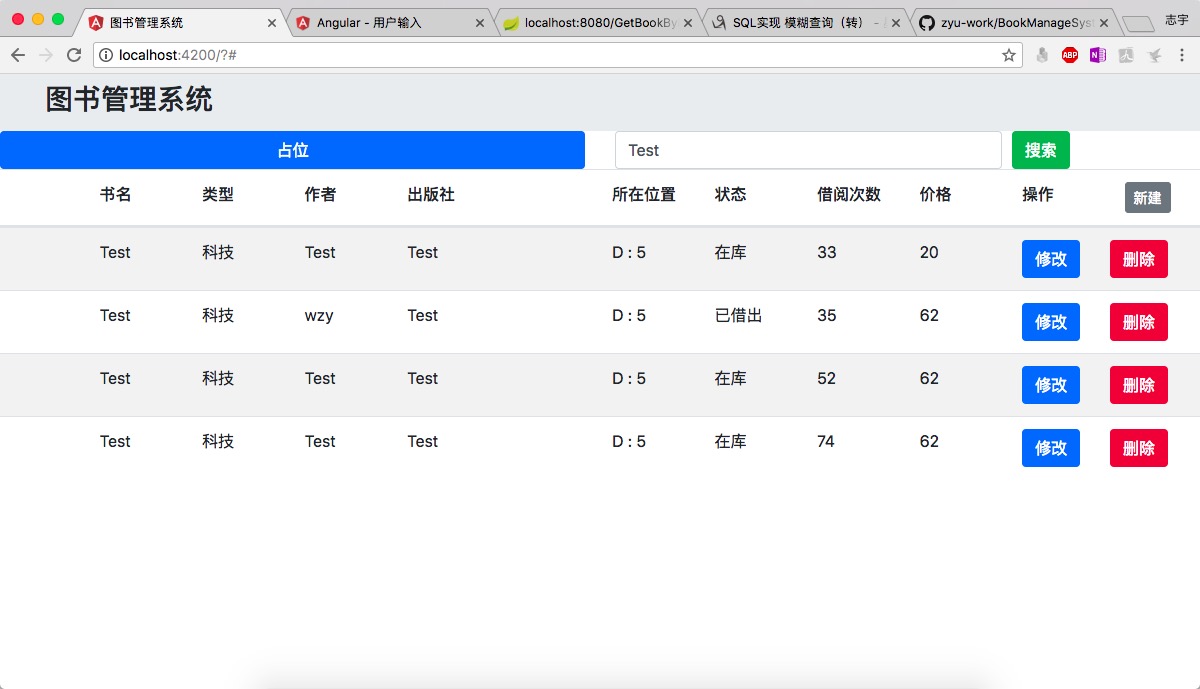 图书管理系统
Angular - 用户输入
localhost:8080/GetBookBy
SQL实现 模糊查询（转） -
zyu-work/BookManageSyst
志宇
localhost:4200/?#
ABP
N
图书管理系统
占位
Test
搜索
书名 类型 作者 出版社 所在位置 状态 借阅次数 价格 操作 新建
Test 科技 Test Test D : 5 在库 33 20 修改 删除
Test 科技 wzy Test D : 5 已借出 35 62 修改 删除
Test 科技 Test Test D : 5 在库 52 62 修改 删除
Test 科技 Test Test D : 5 在库 74 62 修改 删除